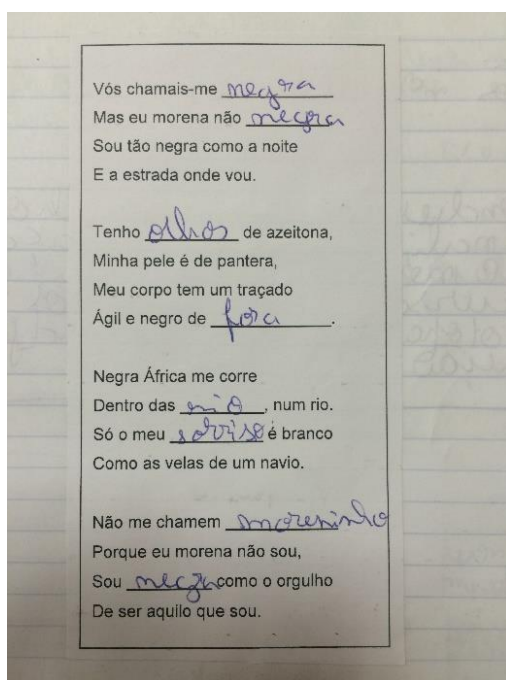 Vós chamais-me negra
Mas eu morena não negra
Sou tão negra como a noite
E a estrada onde vou.
Tenho olhos de azeitona,
Minha pele é de pantera,
Meu corpo tem um traçado
Ágil e negro de fora.
Negra África me corre
Dentro das mio, num rio.
Só o meu sorriso é branco
Como as velas de um navio.
Não me chamem moreninho
Porque eu morena não sou,
Sou negra como o orgulho
De ser aquilo que sou.